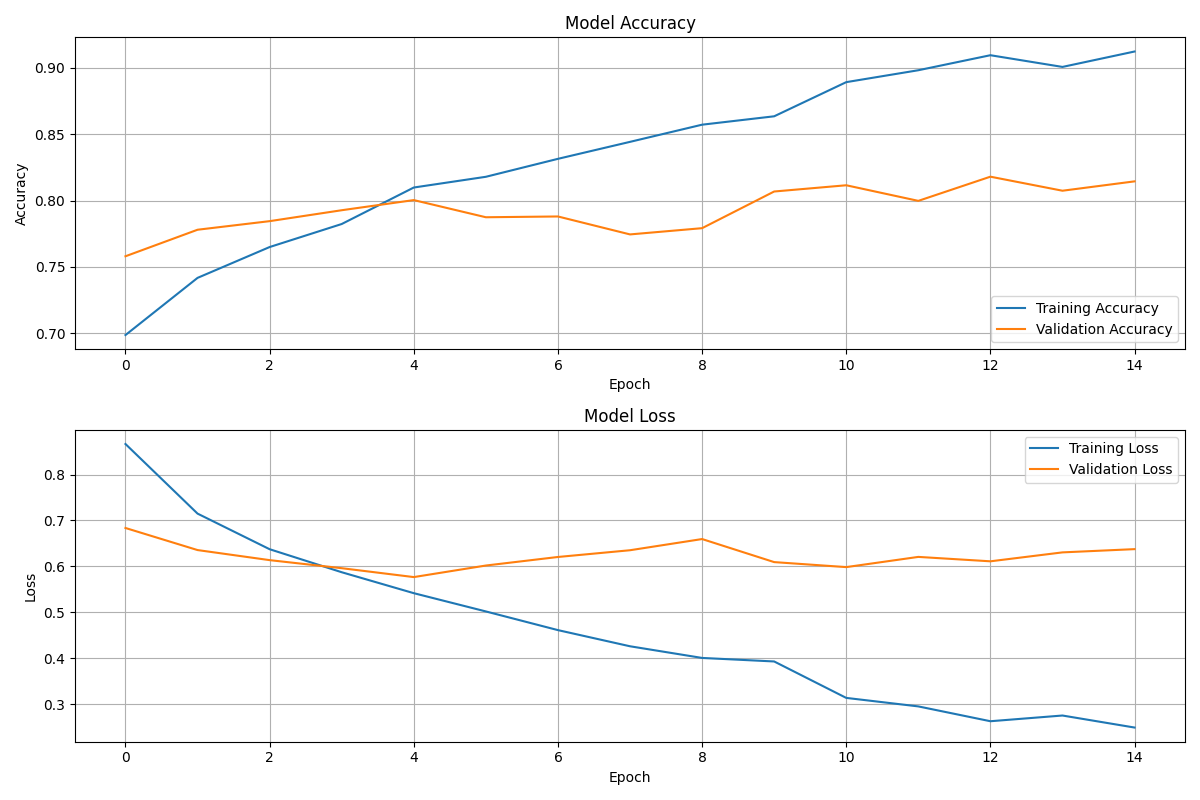 Model Accuracy
0.90
0.85
0.80
0.75
0.70
Accuracy
Training Accuracy
Validation Accuracy
0 2 4 6 8 10 12 14
Epoch
Model Loss
0.8
0.7
0.6
0.5
0.4
0.3
Loss
Training Loss
Validation Loss
0 2 4 6 8 10 12 14
Epoch